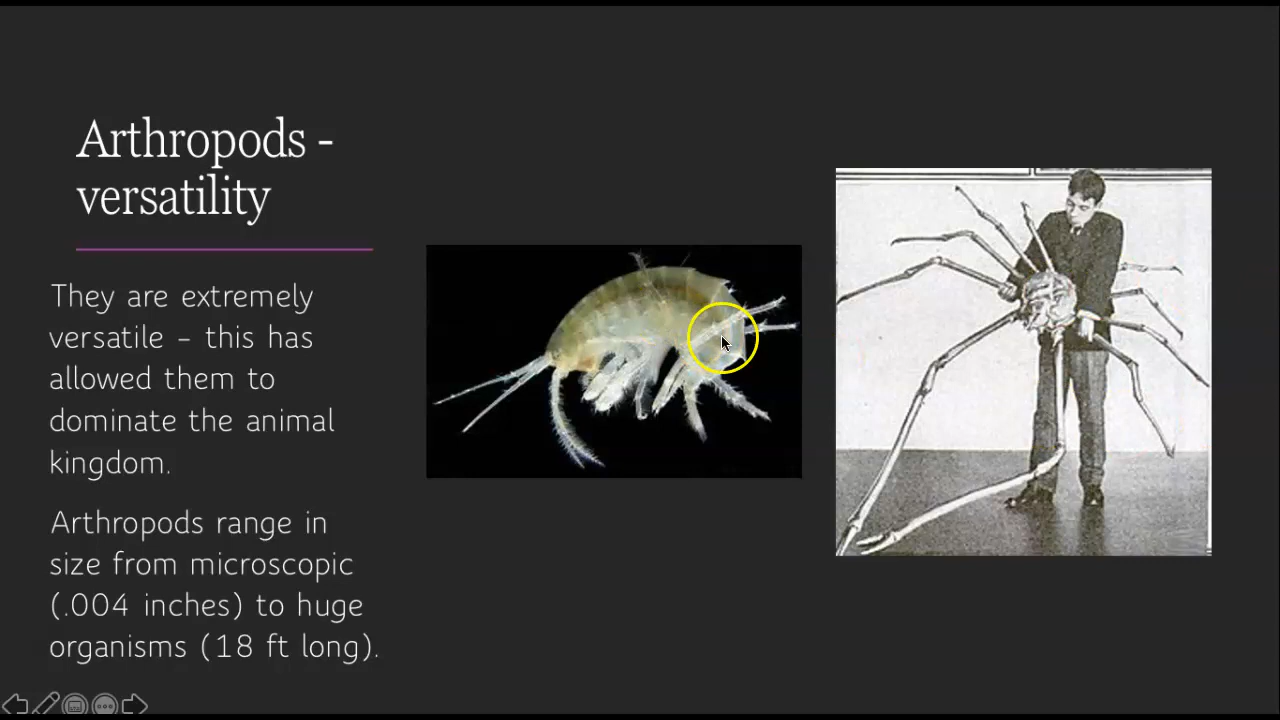 Arthropods -
versatility
They are extremely
versatile – this has
allowed them to
dominate the animal
kingdom.
Arthropods range in
size from microscopic
(.004 inches) to huge
organisms (18 ft long).